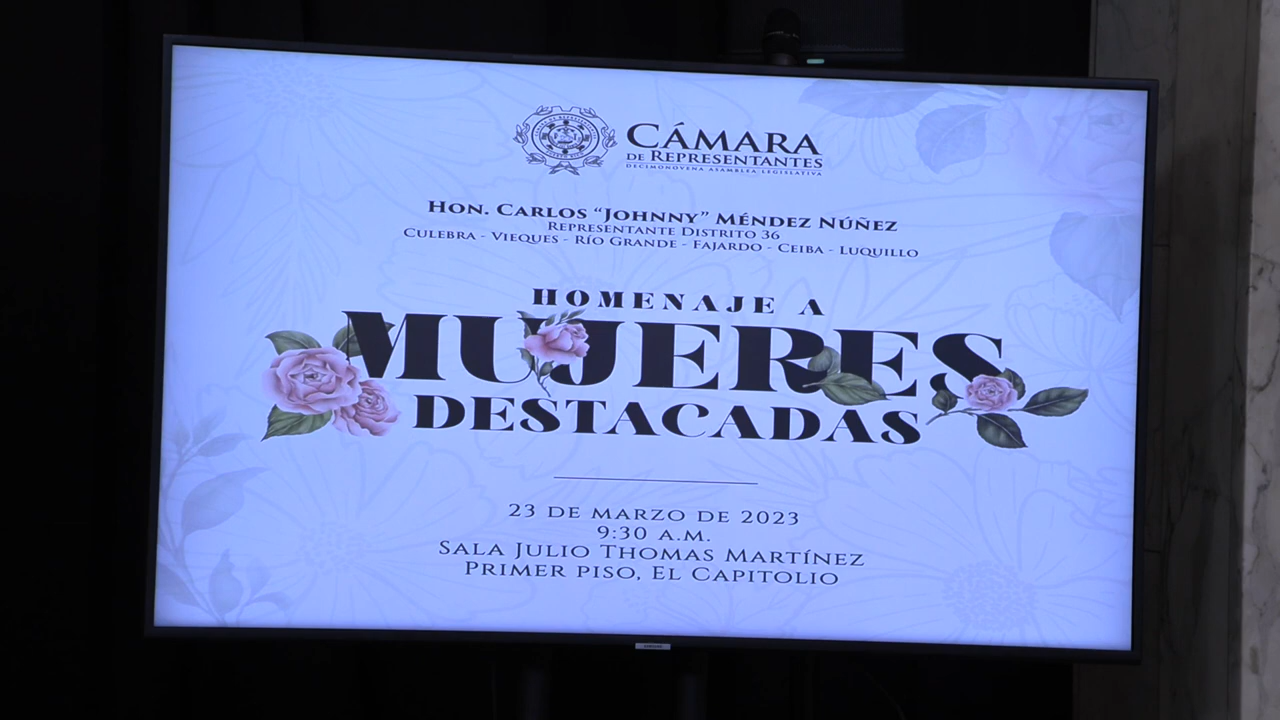 CÁMARA
DE REPRESENTANTES
DECIMONOVENA ASAMBLEA LEGISLATIVA
HON. CARLOS “JOHNNY” MÉNDEZ NÚÑEZ
REPRESENTANTE DISTRITO 36
CULEBRA - VIEQUES - RÍO GRANDE - FAJARDO - CEIBA - LUQUILLO
HOMENAJE A
MUJERES
DESTACADAS
23 DE MARZO DE 2023
9:30 A.M.
SALA JULIO THOMAS MARTÍNEZ
PRIMER PISO, EL CAPITOLIO